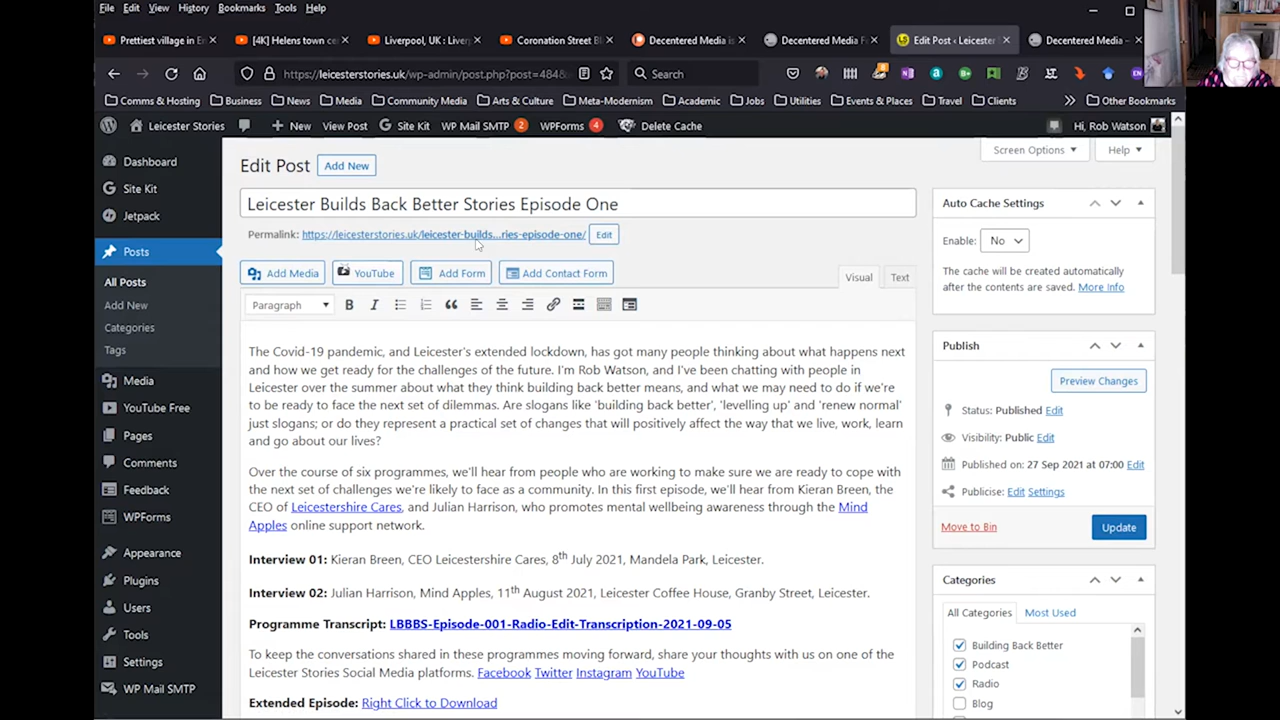 File Edit View History Bookmarks Tools Help
Prettiest village in En
[4K] Helens town ce
Liverpool, UK : Liver
Coronation Street Bl
Decentered Media is
Decentered Media F
Edit Post ‹ Leicester
Decentered Media –
https://leicesterstories.uk/wp-admin/post.php?post=484&
Search
Comms & Hosting Business News Media Community Media Arts & Culture Meta-Modernism Academic Jobs Utilities Events & Places Travel Clients Other Bookmarks
Leicester Stories New View Post Site Kit WP Mail SMTP 2 WPForms 4 Delete Cache Hi, Rob Watson
Dashboard
Site Kit
Jetpack
Posts
All Posts
Add New
Categories
Tags
Media
YouTube Free
Pages
Comments
Feedback
WPForms
Appearance
Plugins
Users
Tools
Settings
WP Mail SMTP
Screen Options Help
Edit Post Add New
Leicester Builds Back Better Stories Episode One
Permalink: https://leicesterstories.uk/leicester-builds...ries-episode-one/ Edit
Add Media YouTube Add Form Add Contact Form
Visual Text
Paragraph B I
The Covid-19 pandemic, and Leicester's extended lockdown, has got many people thinking about what happens next
and how we get ready for the challenges of the future. I'm Rob Watson, and I've been chatting with people in
Leicester over the summer about what they think building back better means, and what we may need to do if we're
to be ready to face the next set of dilemmas. Are slogans like 'building back better', 'levelling up' and 'renew normal'
just slogans; or do they represent a practical set of changes that will positively affect the way that we live, work, learn
and go about our lives?
Over the course of six programmes, we'll hear from people who are working to make sure we are ready to cope with
the next set of challenges we're likely to face as a community. In this first episode, we'll hear from Kieran Breen, the
CEO of Leicestershire Cares, and Julian Harrison, who promotes mental wellbeing awareness through the Mind
Apples online support network.
Interview 01: Kieran Breen, CEO Leicestershire Cares, 8th July 2021, Mandela Park, Leicester.
Interview 02: Julian Harrison, Mind Apples, 11th August 2021, Leicester Coffee House, Granby Street, Leicester.
Programme Transcript: LBBBS-Episode-001-Radio-Edit-Transcription-2021-09-05
To keep the conversations shared in these programmes moving forward, share your thoughts with us on one of the
Leicester Stories Social Media platforms. Facebook Twitter Instagram YouTube
Extended Episode: Right Click to Download
Auto Cache Settings
Enable: No
The cache will be created automatically
after the contents are saved. More Info
Publish
Preview Changes
Status: Published Edit
Visibility: Public Edit
Published on: 27 Sep 2021 at 07:00 Edit
Publicise: Edit Settings
Move to Bin Update
Categories
All Categories Most Used
Building Back Better
Podcast
Radio
Blog